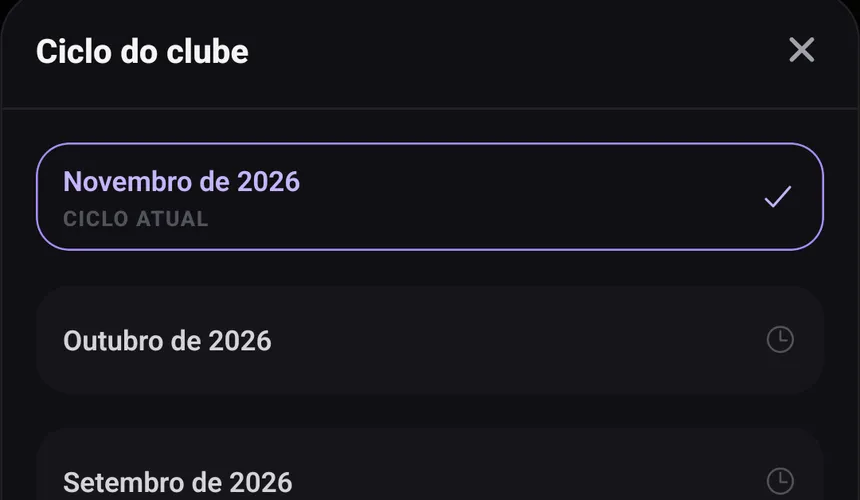 Ciclo do clube
Novembro de 2026
CICLO ATUAL
Outubro de 2026
Setembro de 2026